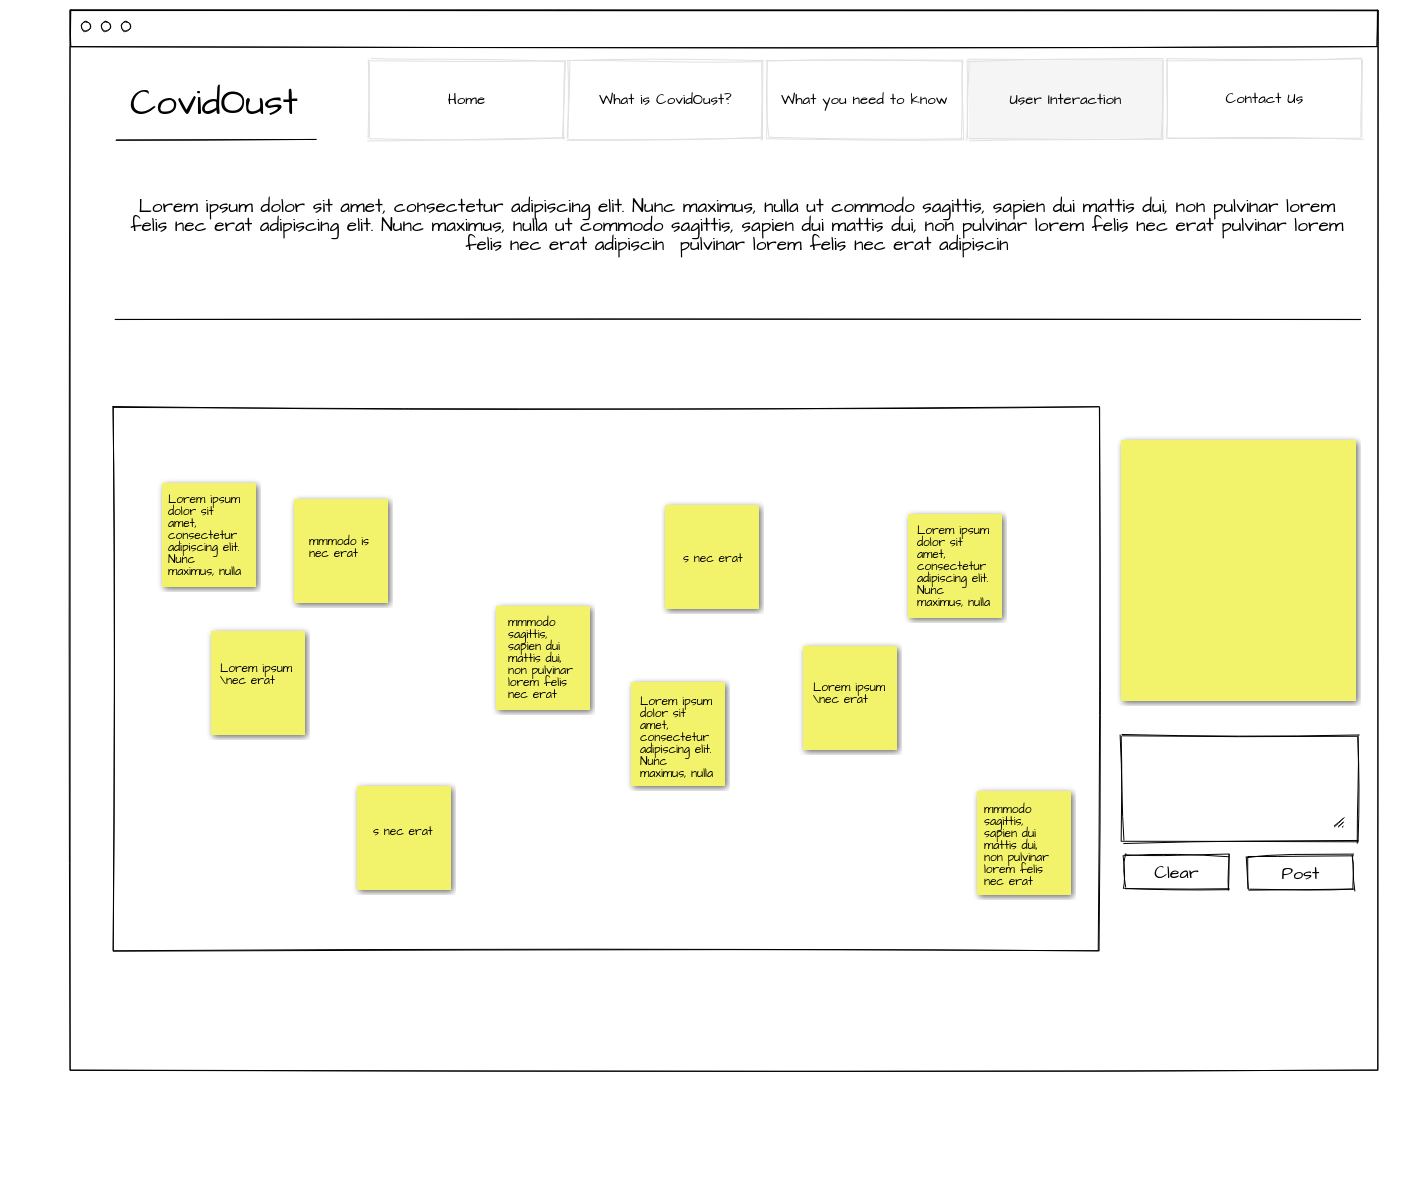 CovidOust
Home
What is CovidOust?
What you need to know
User Interaction
Contact Us
Lorem ipsum dolor sit amet, consectetur adipiscing elit. Nunc maximus, nulla ut commodo sagittis, sapien dui mattis dui, non pulvinar lorem
felis nec erat adipiscing elit. Nunc maximus, nulla ut commodo sagittis, sapien dui mattis dui, non pulvinar lorem felis nec erat pulvinar lorem
felis nec erat adipiscin pulvinar lorem felis nec erat adipiscin
Lorem ipsum
dolor sit
amet,
consectetur
adipiscing elit.
Nunc
maximus, nulla
mmmodo is
nec erat
s nec erat
Lorem ipsum
dolor sit
amet,
consectetur
adipiscing elit.
Nunc
maximus, nulla
Lorem ipsum
\nec erat
mmmodo
sagittis,
sapien dui
mattis dui,
non pulvinar
lorem felis
nec erat
Lorem ipsum
dolor sit
amet,
consectetur
adipiscing elit.
Nunc
maximus, nulla
Lorem ipsum
\nec erat
s nec erat
mmmodo
sagittis,
sapien dui
mattis dui,
non pulvinar
lorem felis
nec erat
Clear
Post